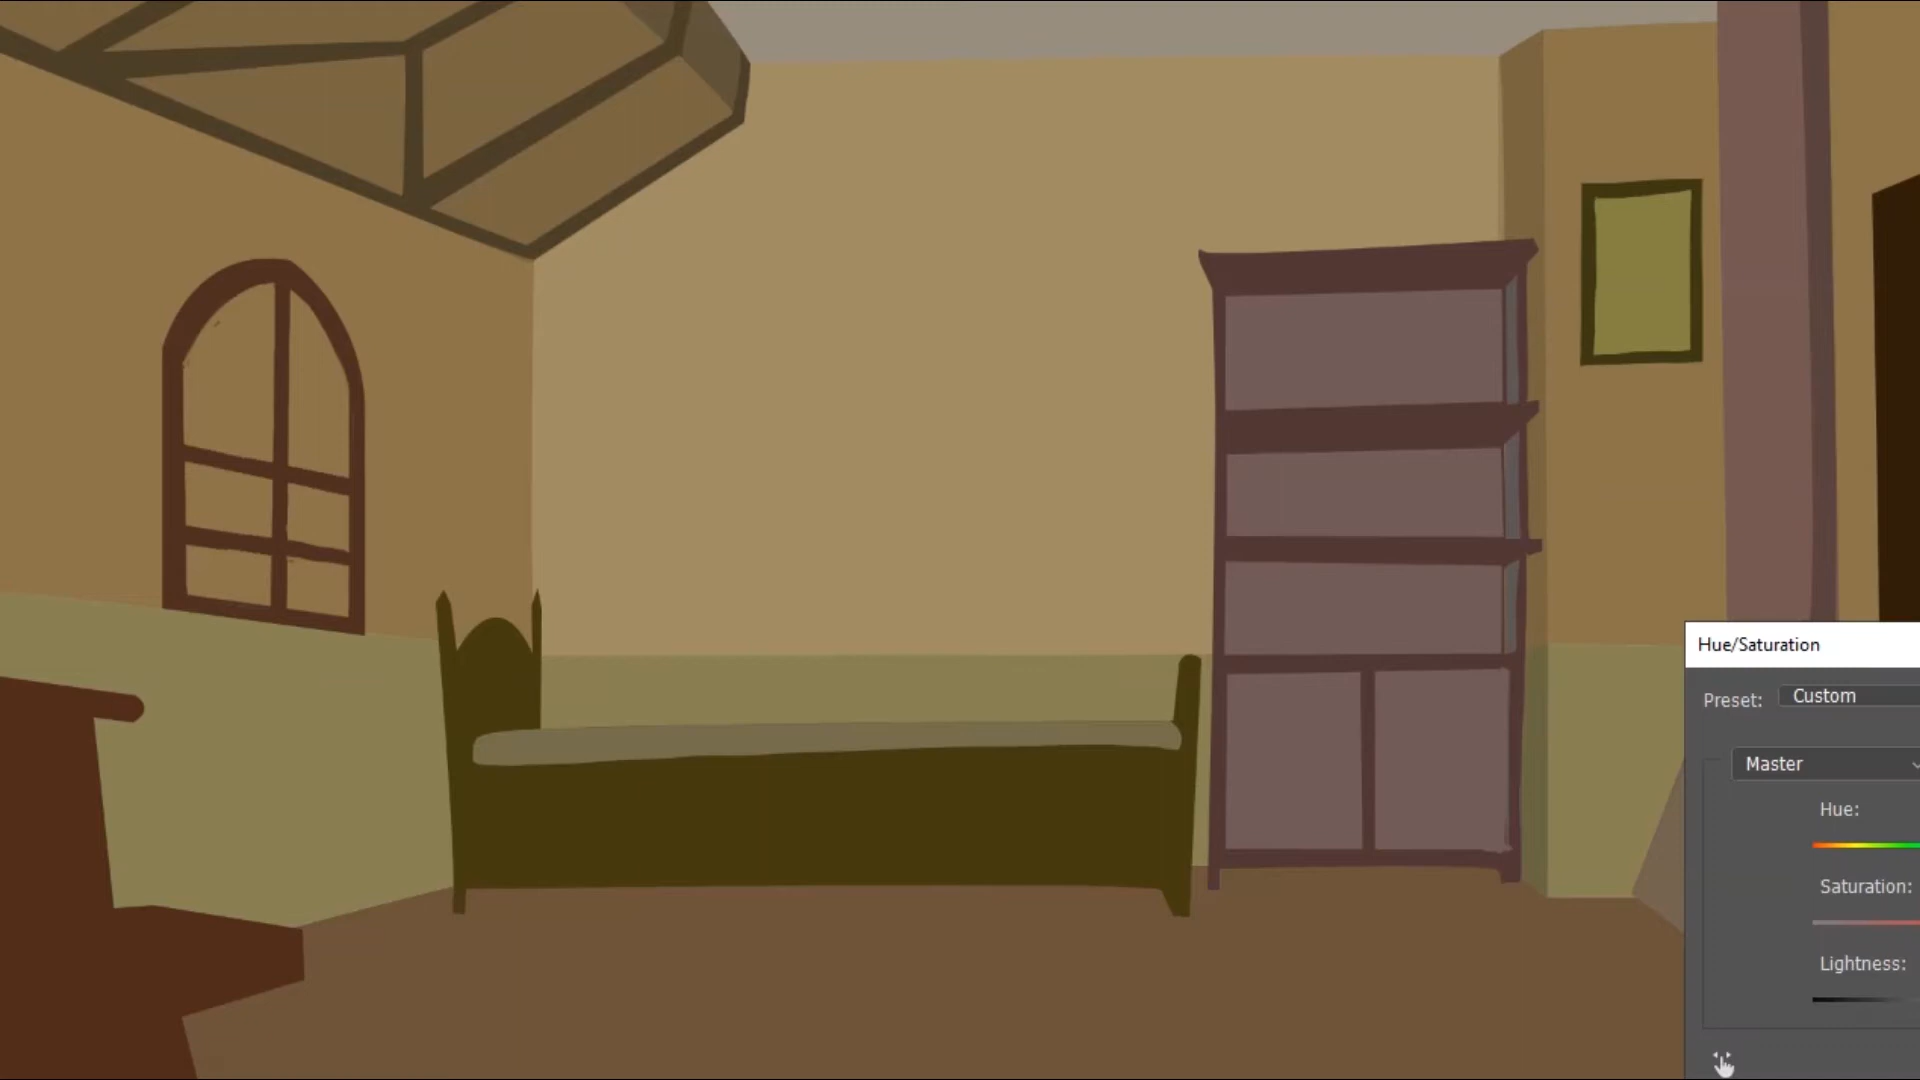 Hue/Saturation
Preset: Custom
Master
Hue:
Saturation:
Lightness: